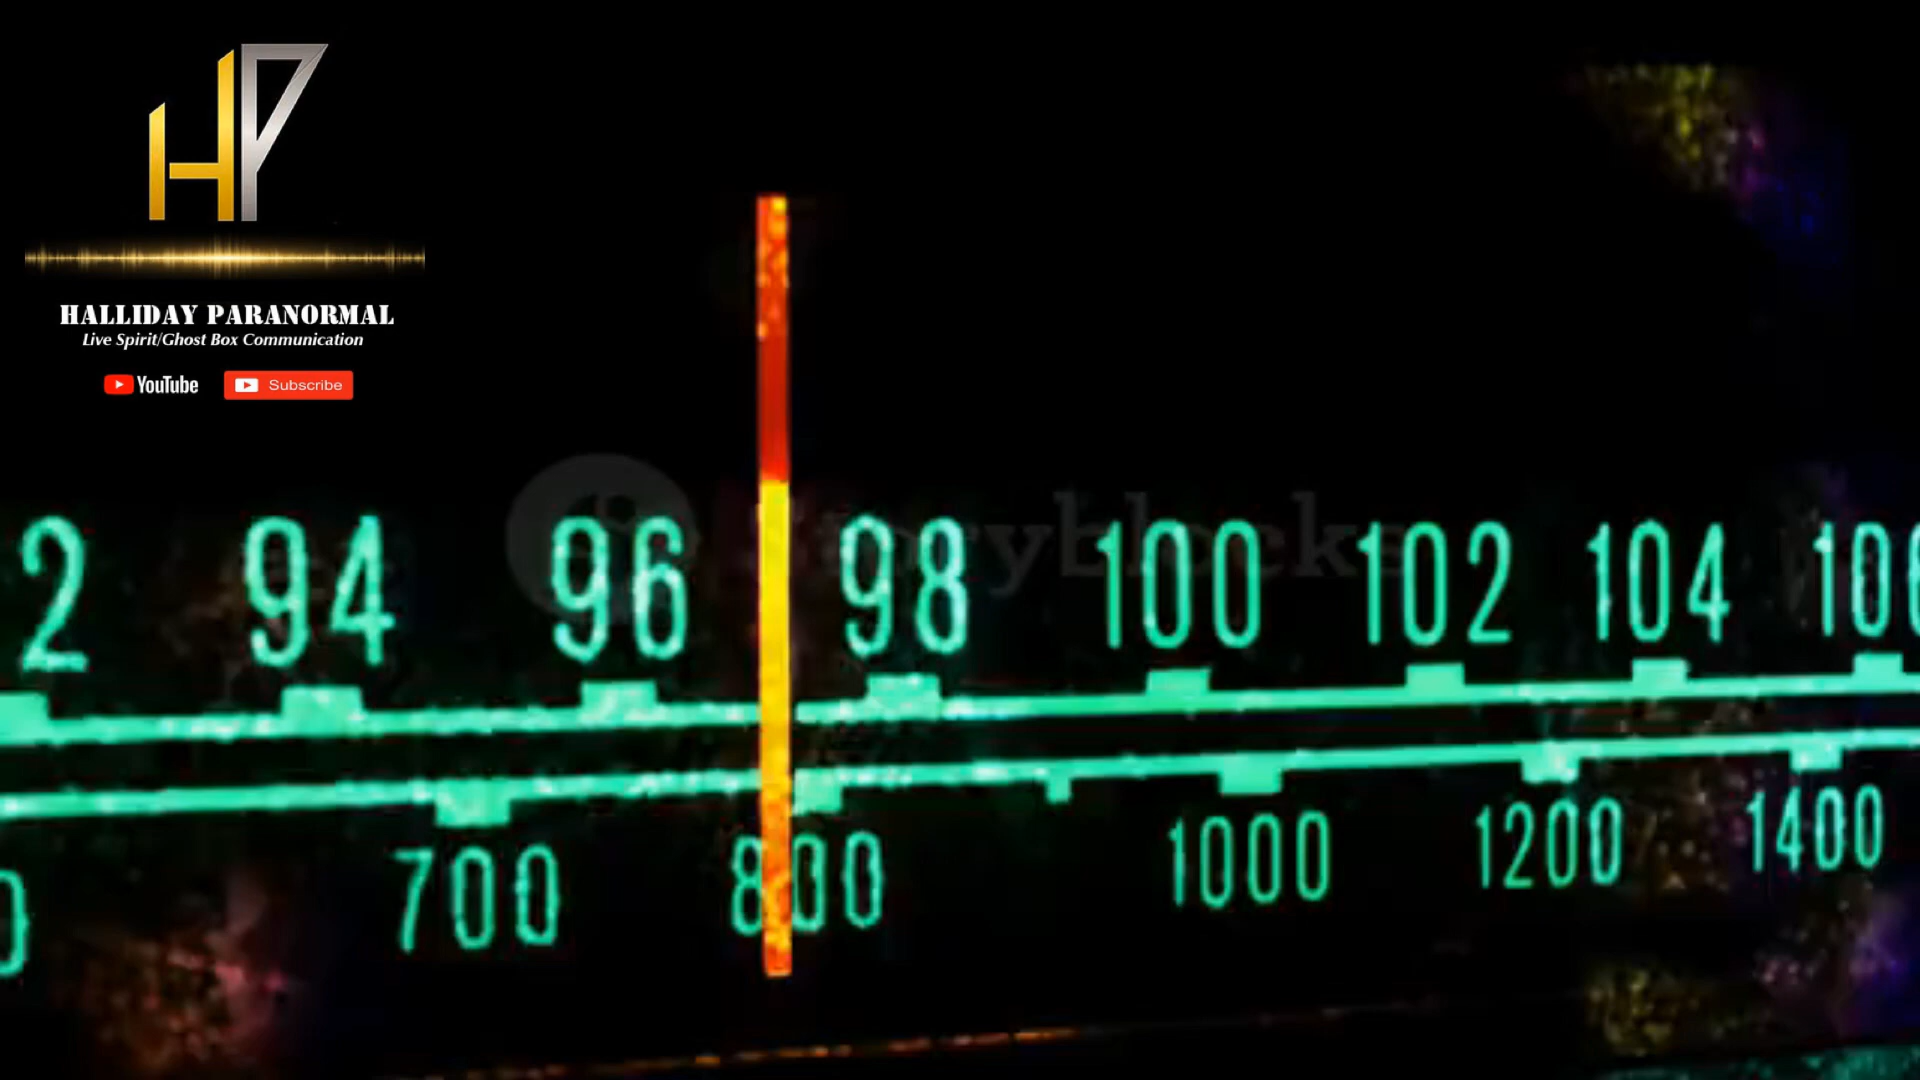 HP
HALLIDAY PARANORMAL
Live Spirit/Ghost Box Communication
YouTube Subscribe
Storyblocks
94 96 98 100 102 104
700 800 1000 1200 1400